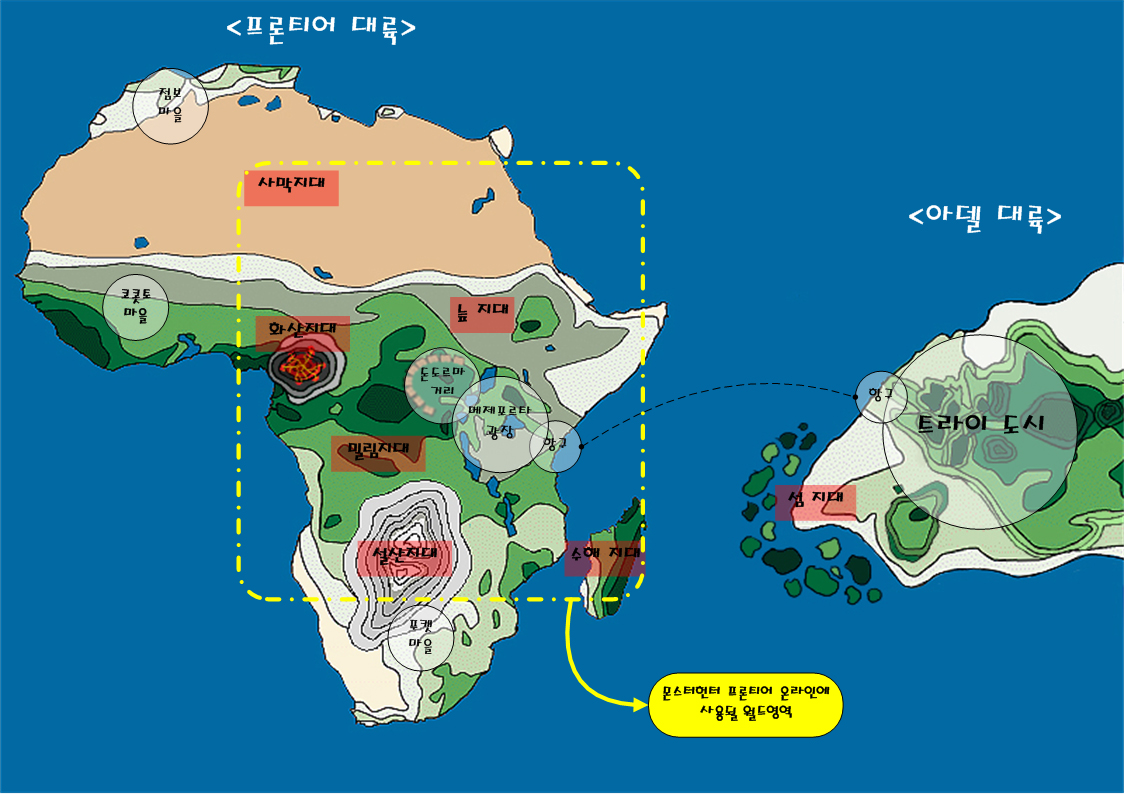 <프론티어 대륙>
점보
마을
사막지대
<아델 대륙>
코코토
마을
화산지대
늪 지대
돈도르마
거리
메제포르타
광장
항구
항구
트라이 도시
밀림지대
섬 지대
설산지대
수해 지대
포캣
마을
몬스터헌터 프론티어 온라인에
사용될 월드영역